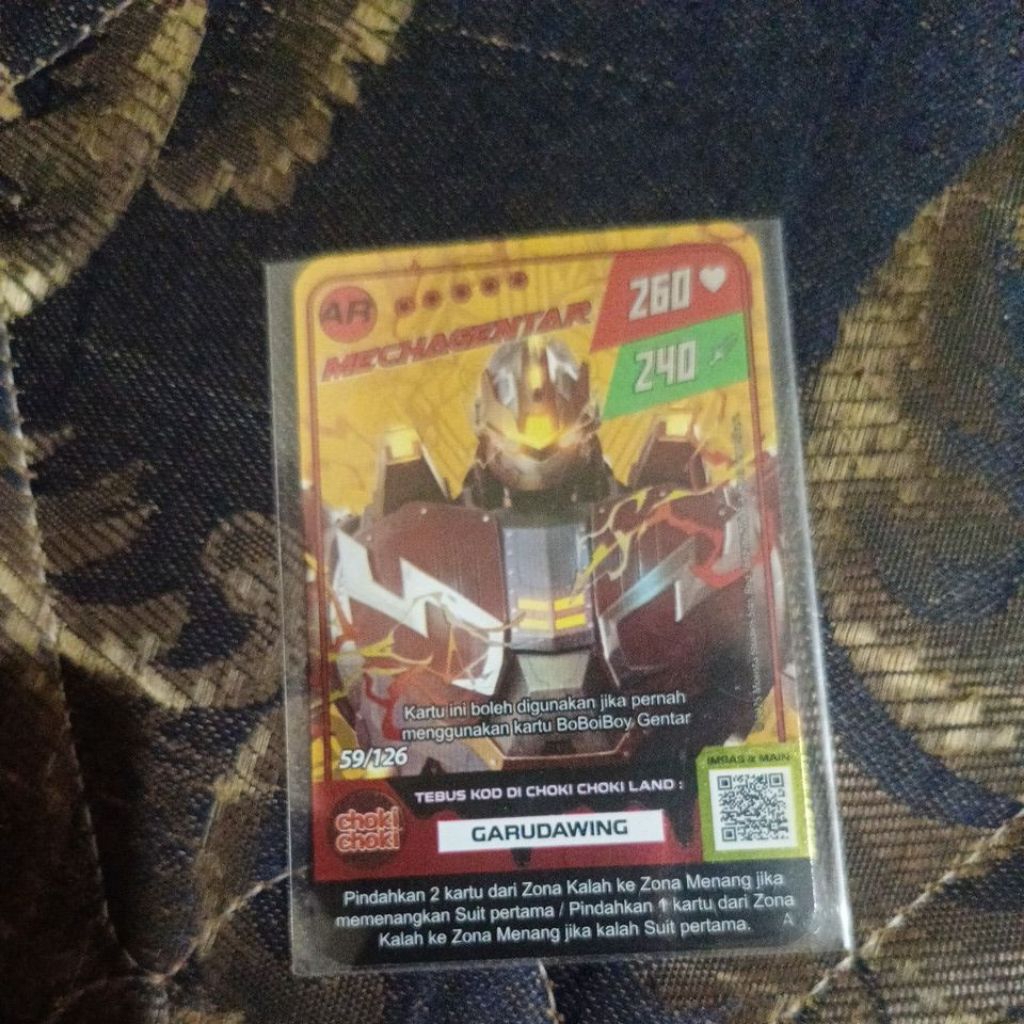 AR
MECHAGENTAR
260
240
Kartu ini boleh digunakan jika pernah
menggunakan kartu BoBoiBoy Gentar
59/126
IMBAS & MAIN
TEBUS KOD DI CHOKI CHOKI LAND :
choki
choki
GARUDAWING
Pindahkan 2 kartu dari Zona Kalah ke Zona Menang jika
memenangkan Suit pertama / Pindahkan 1 kartu dari Zona
Kalah ke Zona Menang jika kalah Suit pertama.
A